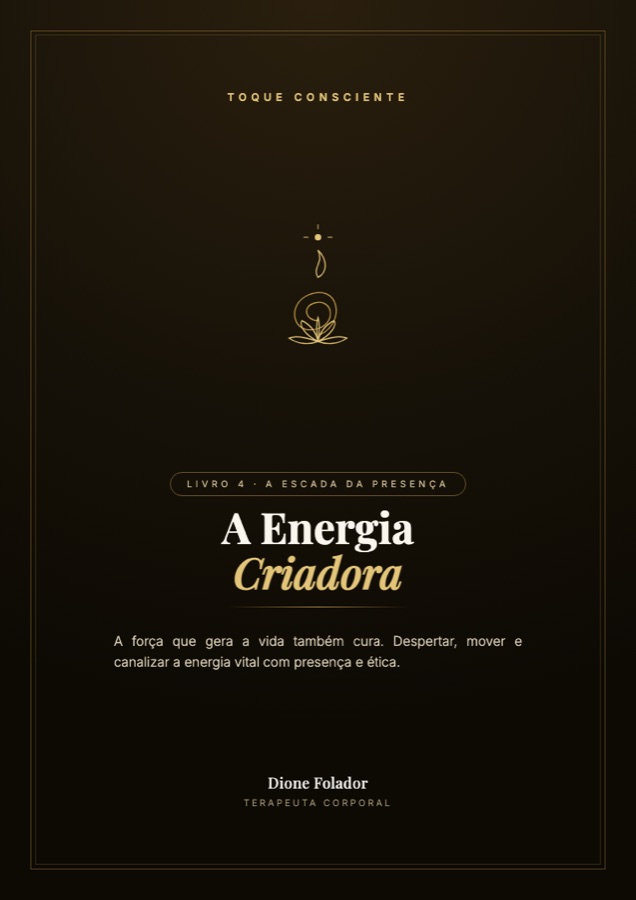 TOQUE CONSCIENTE
LIVRO 4 · A ESCADA DA PRESENÇA
A Energia
Criadora
A força que gera a vida também cura. Despertar, mover e
canalizar a energia vital com presença e ética.
Dione Folador
TERAPEUTA CORPORAL